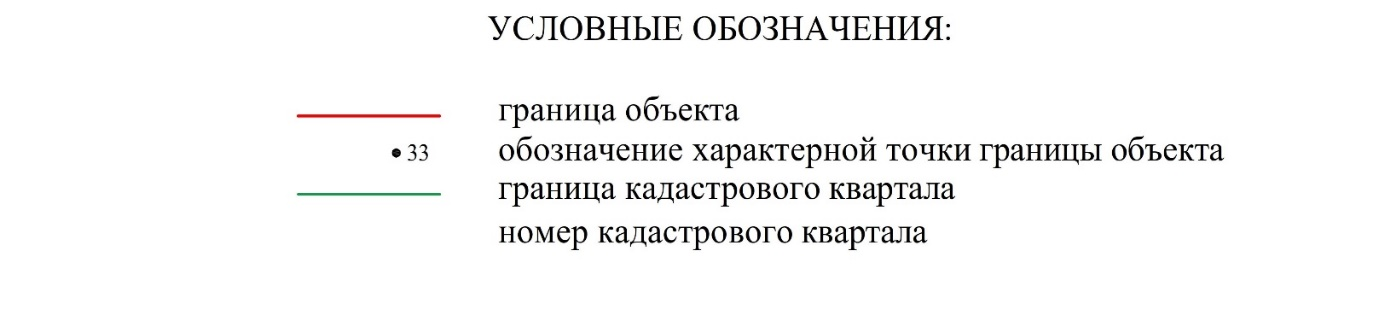 УСЛОВНЫЕ ОБОЗНАЧЕНИЯ:
граница объекта
33 обозначение характерной точки границы объекта
граница кадастрового квартала
номер кадастрового квартала